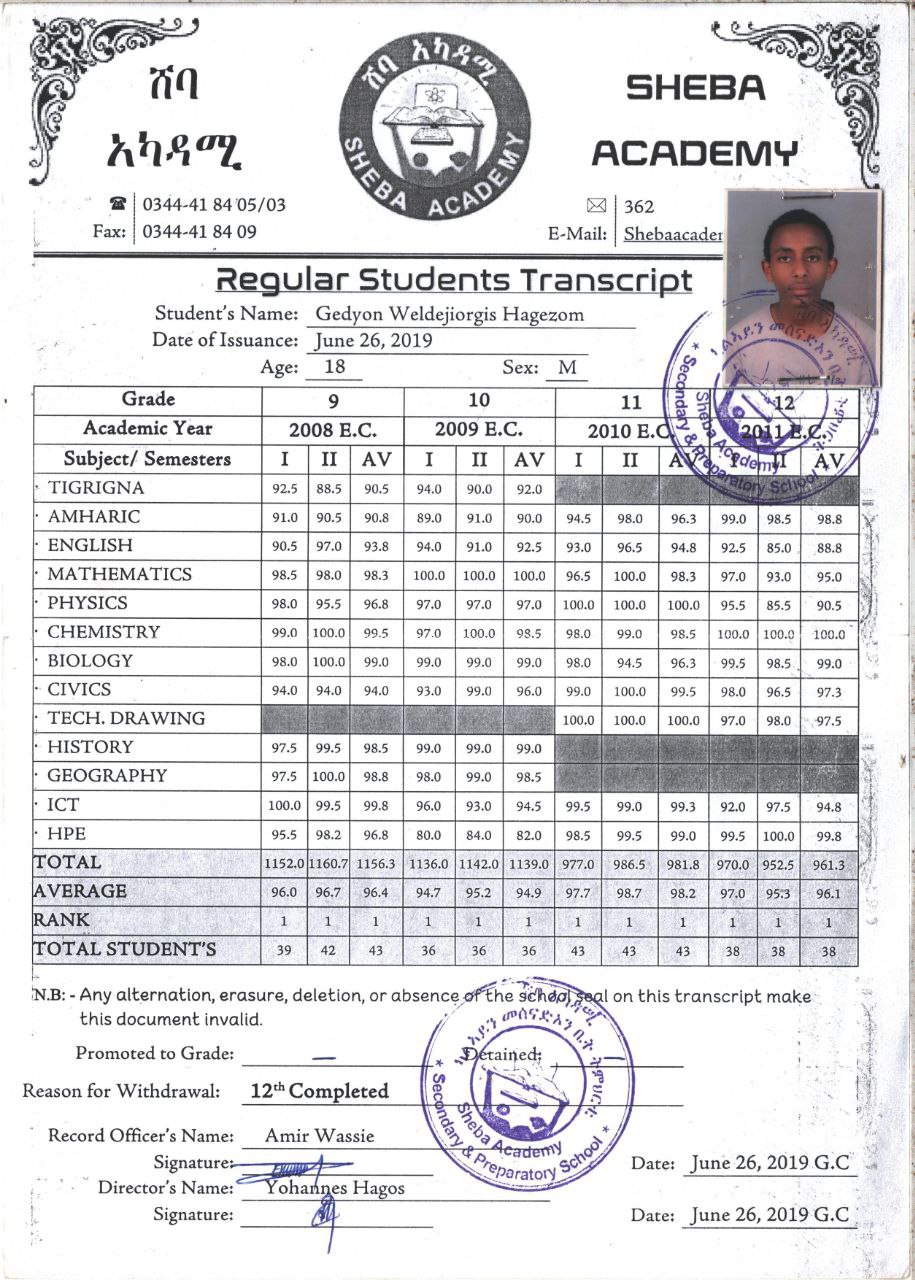 ሸባ
አካዳሚ
ሸባ አካዳሚ
SHEBA ACADEMY
SHEBA
ACADEMY
☎ 0344-41 84 05/03
Fax: 0344-41 84 09
✉ 362
E-Mail: Shebaacade
Regular Students Transcript
Student's Name: Gedyon Weldejiorgis Hagezom
Date of Issuance: June 26, 2019
Age: 18 Sex: M
Grade 9 10 11 12
Academic Year 2008 E.C. 2009 E.C. 2010 E.C 2011 E.C.
Subject/ Semesters I II AV I II AV I II AV I II AV
· TIGRIGNA 92.5 88.5 90.5 94.0 90.0 92.0
· AMHARIC 91.0 90.5 90.8 89.0 91.0 90.0 94.5 98.0 96.3 99.0 98.5 98.8
· ENGLISH 90.5 97.0 93.8 94.0 91.0 92.5 93.0 96.5 94.8 92.5 85.0 88.8
· MATHEMATICS 98.5 98.0 98.3 100.0 100.0 100.0 96.5 100.0 98.3 97.0 93.0 95.0
· PHYSICS 98.0 95.5 96.8 97.0 97.0 97.0 100.0 100.0 100.0 95.5 85.5 90.5
· CHEMISTRY 99.0 100.0 99.5 97.0 100.0 98.5 98.0 99.0 98.5 100.0 100.0 100.0
· BIOLOGY 98.0 100.0 99.0 99.0 99.0 99.0 98.0 94.5 96.3 99.5 98.5 99.0
· CIVICS 94.0 94.0 94.0 93.0 99.0 96.0 99.0 100.0 99.5 98.0 96.5 97.3
· TECH. DRAWING 100.0 100.0 100.0 97.0 98.0 97.5
· HISTORY 97.5 99.5 98.5 99.0 99.0 99.0
· GEOGRAPHY 97.5 100.0 98.8 98.0 99.0 98.5
· ICT 100.0 99.5 99.8 96.0 93.0 94.5 99.5 99.0 99.3 92.0 97.5 94.8
· HPE 95.5 98.2 96.8 80.0 84.0 82.0 98.5 99.5 99.0 99.5 100.0 99.8
TOTAL 1152.0 1160.7 1156.3 1136.0 1142.0 1139.0 977.0 986.5 981.8 970.0 952.5 961.3
AVERAGE 96.0 96.7 96.4 94.7 95.2 94.9 97.7 98.7 98.2 97.0 95.3 96.1
RANK 1 1 1 1 1 1 1 1 1 1 1 1
TOTAL STUDENT'S 39 42 43 36 36 36 43 43 43 38 38 38
N.B: - Any alternation, erasure, deletion, or absence of the school seal on this transcript make
this document invalid.
Promoted to Grade: – Detained: –
Reason for Withdrawal: 12th Completed
Record Officer's Name: Amir Wassie
Signature: Date: June 26, 2019 G.C
Director's Name: Yohannes Hagos
Signature: Date: June 26, 2019 G.C
Sheba Academy
Secondary & Preparatory School
Sheba Academy
Secondary & Preparatory School